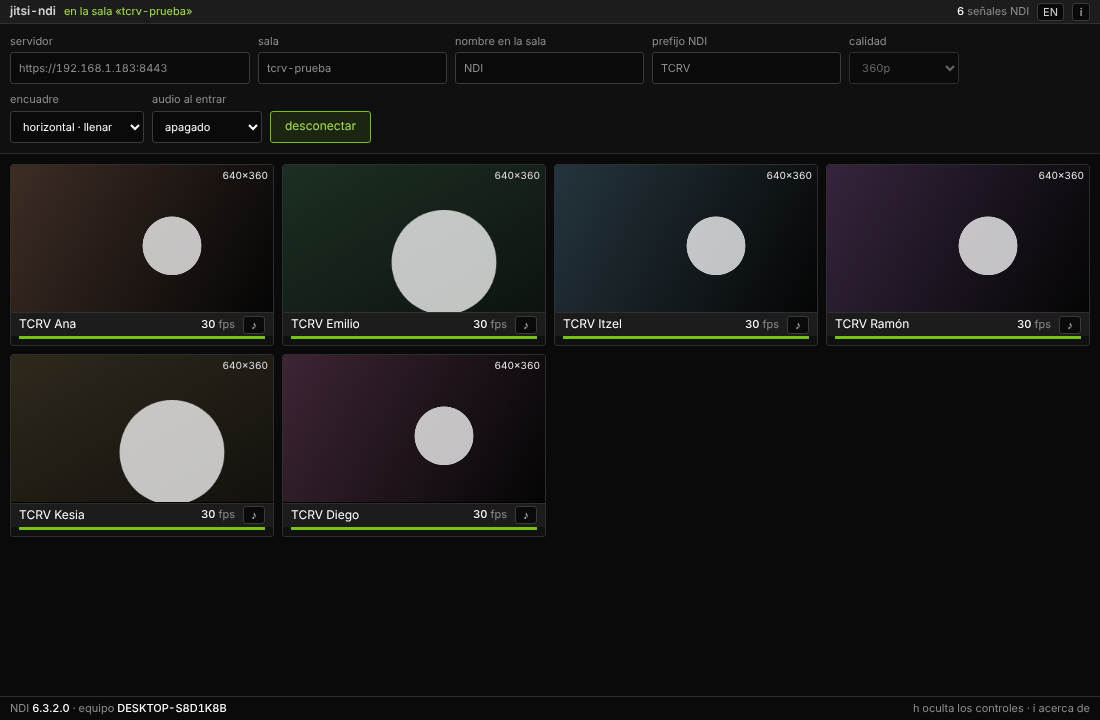 jitsi-ndi en la sala «tcrv-prueba» 6 señales NDI EN i
servidor sala nombre en la sala prefijo NDI calidad
https://192.168.1.183:8443 tcrv-prueba NDI TCRV 360p
encuadre audio al entrar
horizontal · llenar apagado desconectar
640×360 640×360 640×360 640×360
TCRV Ana 30 fps ♪ TCRV Emilio 30 fps ♪ TCRV Itzel 30 fps ♪ TCRV Ramón 30 fps ♪
640×360 640×360
TCRV Kesia 30 fps ♪ TCRV Diego 30 fps ♪
NDI 6.3.2.0 · equipo DESKTOP-S8D1K8B h oculta los controles · i acerca de